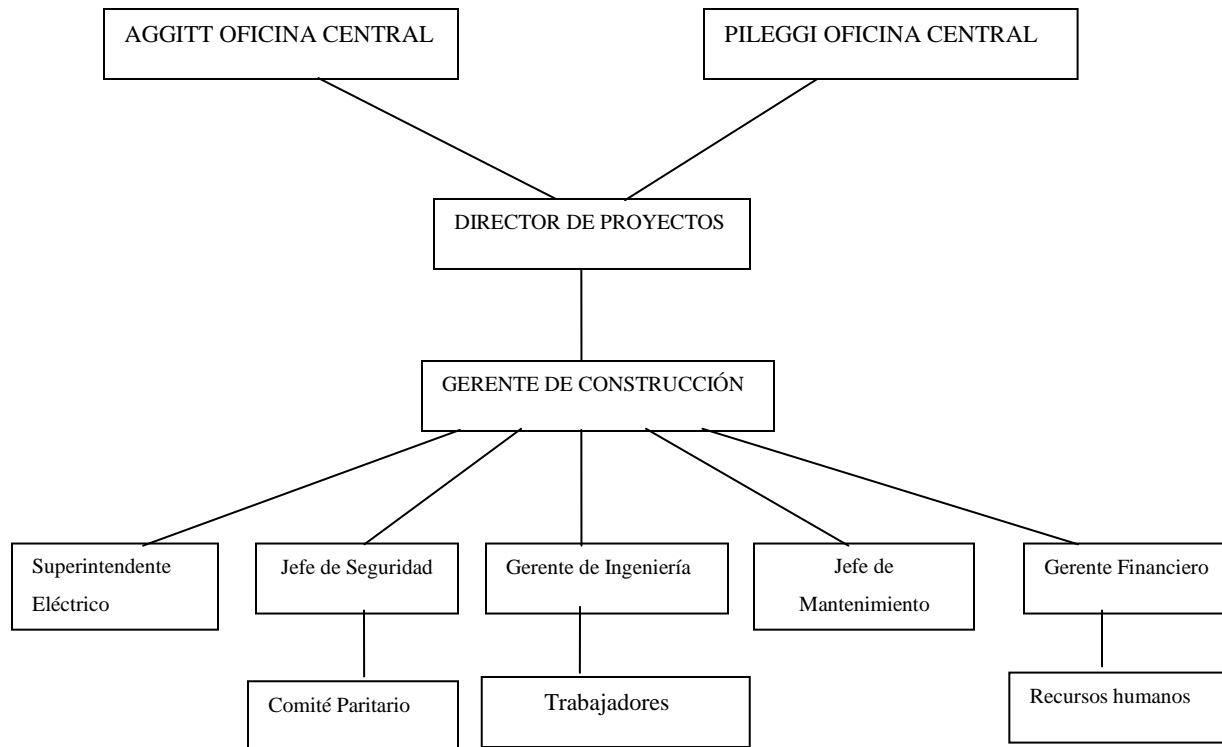 AGGITT OFICINA CENTRAL
PILEGGI OFICINA CENTRAL
DIRECTOR DE PROYECTOS
GERENTE DE CONSTRUCCIÓN
Superintendente
Eléctrico
Jefe de Seguridad
Gerente de Ingeniería
Jefe de
Mantenimiento
Gerente Financiero
Comité Paritario
Trabajadores
Recursos humanos